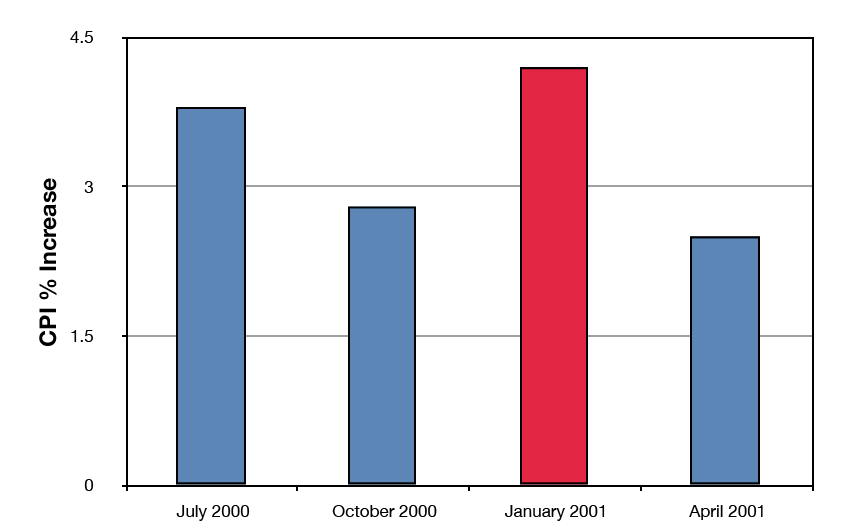 4.5
3
1.5
0
CPI % Increase
July 2000
October 2000
January 2001
April 2001